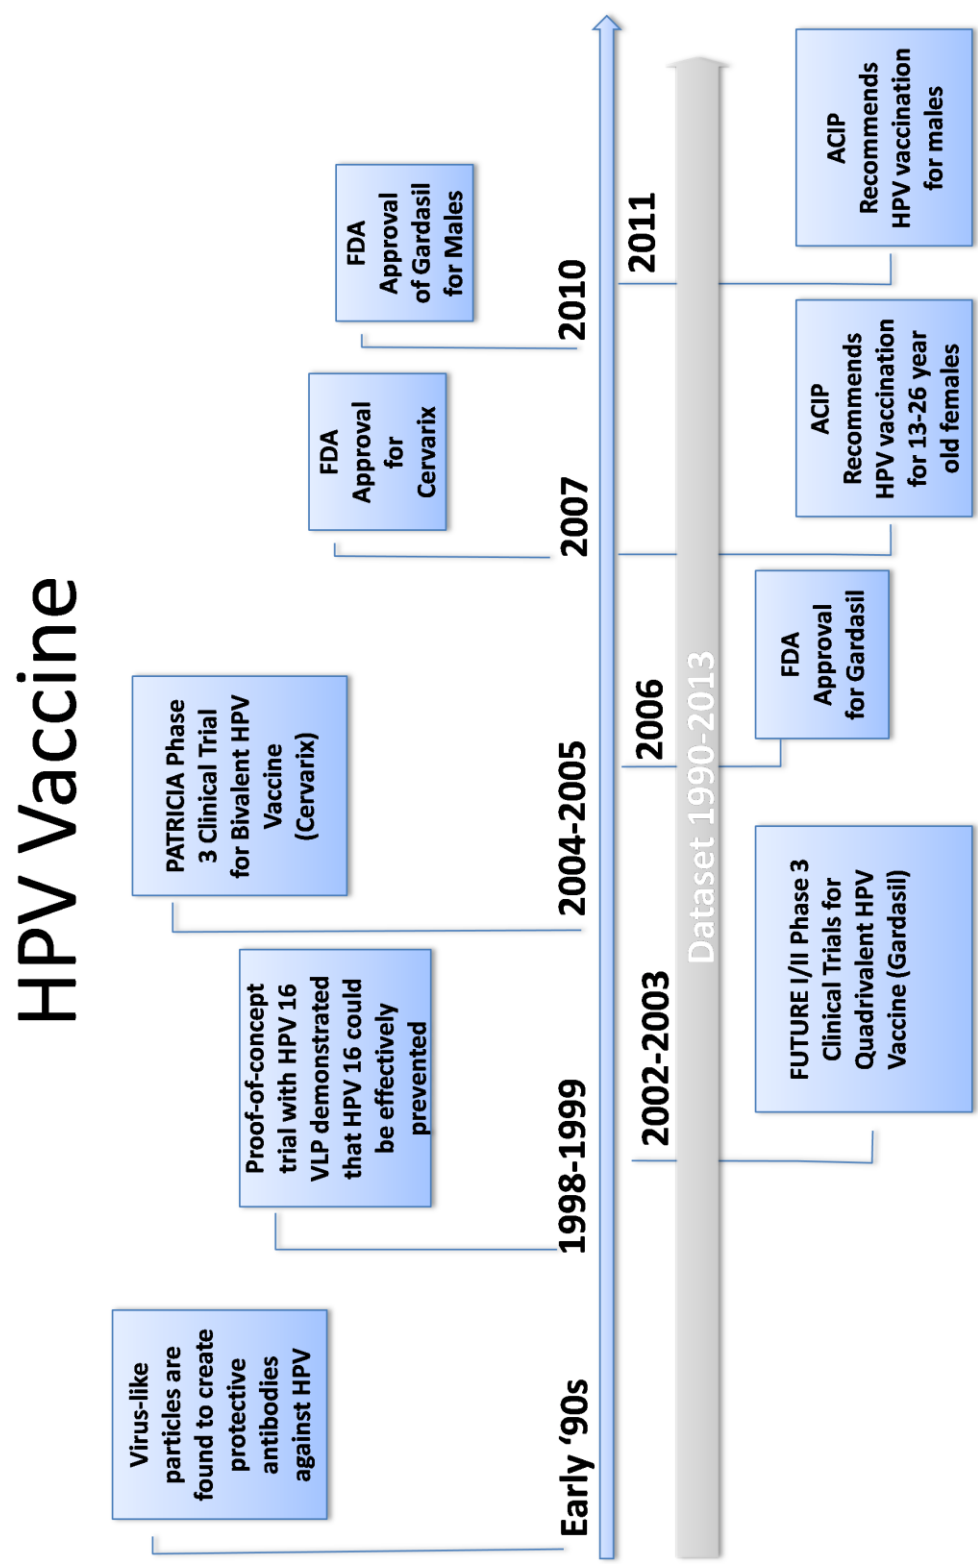 HPV Vaccine
Virus-like
particles are
found to create
protective
antibodies
against HPV
Early ‘90s
Proof-of-concept
trial with HPV 16
VLP demonstrated
that HPV 16 could
be effectively
prevented
1998-1999
PATRICIA Phase
3 Clinical Trial
for Bivalent HPV
Vaccine
(Cervarix)
2004-2005
FDA
Approval
for
Cervarix
2007
FDA
Approval
of Gardasil
for Males
2010
2002-2003
FUTURE I/II Phase 3
Clinical Trials for
Quadrivalent HPV
Vaccine (Gardasil)
2006
FDA
Approval
for Gardasil
ACIP
Recommends
HPV vaccination
for 13-26 year
old females
2011
ACIP
Recommends
HPV vaccination
for males
Dataset 1990-2013